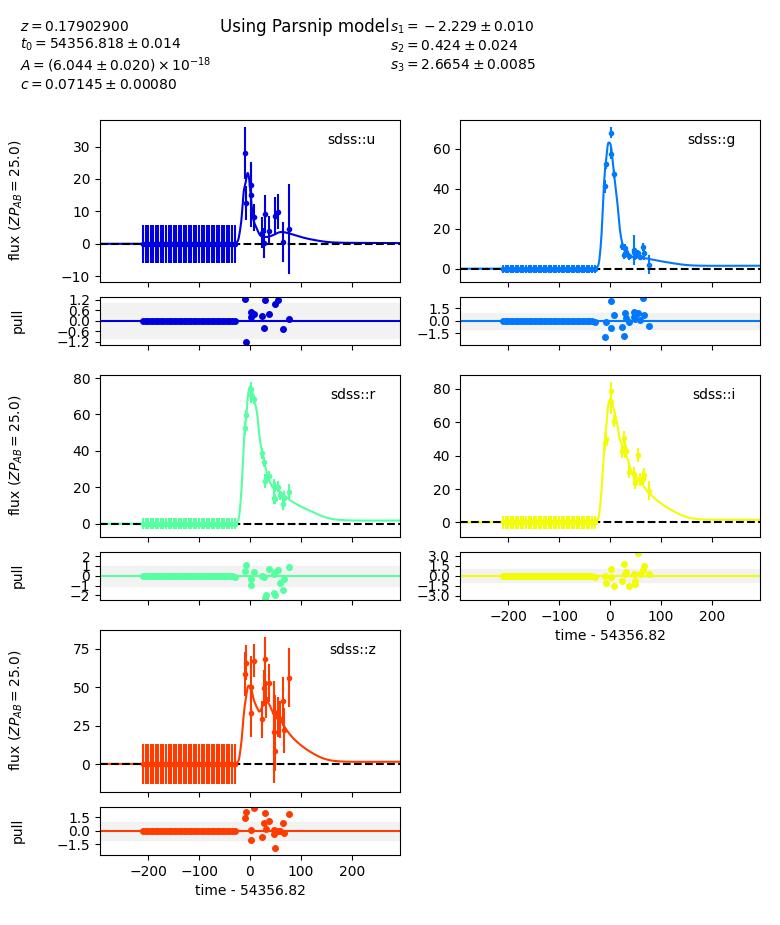 Using Parsnip model
z = 0.17902900
t0 = 54356.818 ± 0.014
A = (6.044 ± 0.020) × 10^−18
c = 0.07145 ± 0.00080
s1 = −2.229 ± 0.010
s2 = 0.424 ± 0.024
s3 = 2.6654 ± 0.0085
flux (ZPAB = 25.0)
sdss::u
30
20
10
0
−10
sdss::g
60
40
20
0
pull
1.2
0.6
0.0
−0.6
−1.2
1.5
0.0
−1.5
flux (ZPAB = 25.0)
sdss::r
80
60
40
20
0
sdss::i
80
60
40
20
0
pull
2
1
0
−1
−2
3.0
1.5
0.0
−1.5
−3.0
−200 −100 0 100 200
time - 54356.82
flux (ZPAB = 25.0)
sdss::z
75
50
25
0
pull
1.5
0.0
−1.5
−200 −100 0 100 200
time - 54356.82